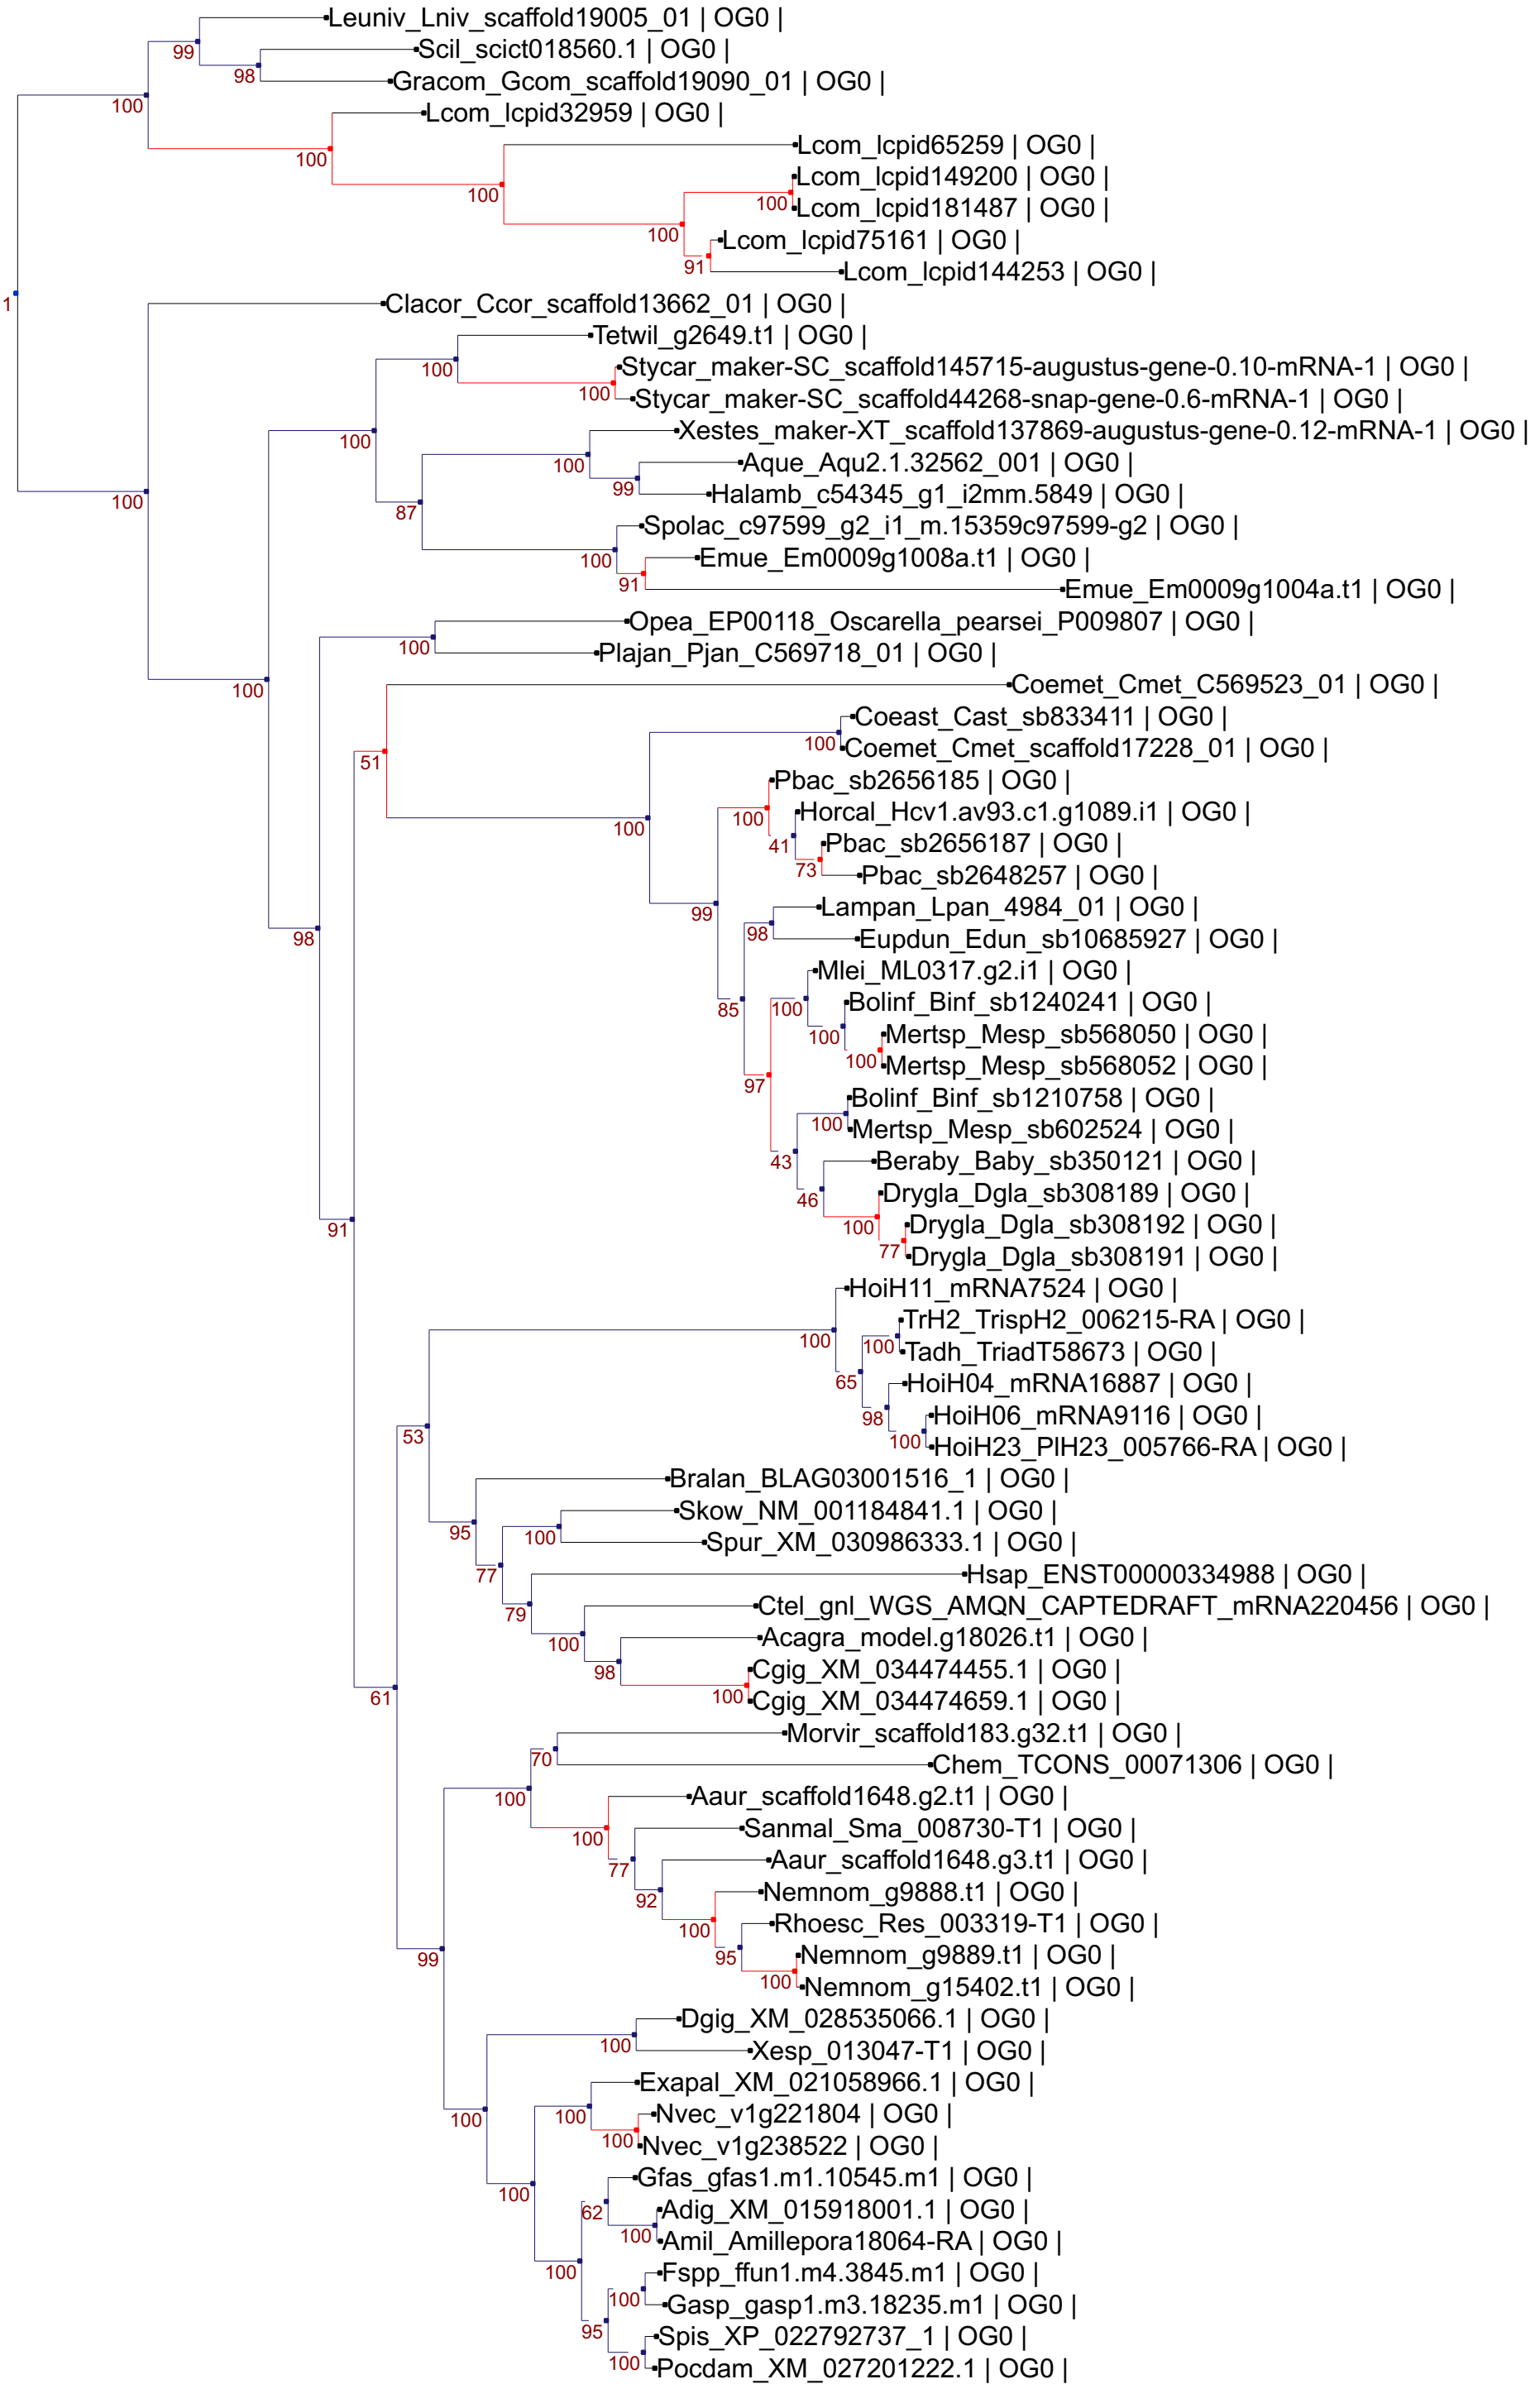 Leuniv_Lniv_scaffold19005_01 | OG0 |
99
Scil_scict018560.1 | OG0 |
98
Gracom_Gcom_scaffold19090_01 | OG0 |
100
Lcom_lcpid32959 | OG0 |
100
Lcom_lcpid65259 | OG0 |
100
Lcom_lcpid149200 | OG0 |
100
Lcom_lcpid181487 | OG0 |
100
Lcom_lcpid75161 | OG0 |
91
Lcom_lcpid144253 | OG0 |
1
Clacor_Ccor_scaffold13662_01 | OG0 |
Tetwil_g2649.t1 | OG0 |
100
Stycar_maker-SC_scaffold145715-augustus-gene-0.10-mRNA-1 | OG0 |
100
Stycar_maker-SC_scaffold44268-snap-gene-0.6-mRNA-1 | OG0 |
Xestes_maker-XT_scaffold137869-augustus-gene-0.12-mRNA-1 | OG0 |
100
100
Aque_Aqu2.1.32562_001 | OG0 |
99
Halamb_c54345_g1_i2mm.5849 | OG0 |
100
87
Spolac_c97599_g2_i1_m.15359c97599-g2 | OG0 |
100
Emue_Em0009g1008a.t1 | OG0 |
91
Emue_Em0009g1004a.t1 | OG0 |
Opea_EP00118_Oscarella_pearsei_P009807 | OG0 |
100
Plajan_Pjan_C569718_01 | OG0 |
100
Coemet_Cmet_C569523_01 | OG0 |
Coeast_Cast_sb833411 | OG0 |
100
Coemet_Cmet_scaffold17228_01 | OG0 |
51
Pbac_sb2656185 | OG0 |
100
Horcal_Hcv1.av93.c1.g1089.i1 | OG0 |
100
41
Pbac_sb2656187 | OG0 |
73
Pbac_sb2648257 | OG0 |
99
Lampan_Lpan_4984_01 | OG0 |
98
98
Eupdun_Edun_sb10685927 | OG0 |
Mlei_ML0317.g2.i1 | OG0 |
85
100
Bolinf_Binf_sb1240241 | OG0 |
100
Mertsp_Mesp_sb568050 | OG0 |
100
Mertsp_Mesp_sb568052 | OG0 |
97
Bolinf_Binf_sb1210758 | OG0 |
100
Mertsp_Mesp_sb602524 | OG0 |
43
Beraby_Baby_sb350121 | OG0 |
46
Drygla_Dgla_sb308189 | OG0 |
100
Drygla_Dgla_sb308192 | OG0 |
91
77
Drygla_Dgla_sb308191 | OG0 |
HoiH11_mRNA7524 | OG0 |
100
TrH2_TrispH2_006215-RA | OG0 |
100
Tadh_TriadT58673 | OG0 |
65
HoiH04_mRNA16887 | OG0 |
98
HoiH06_mRNA9116 | OG0 |
53
100
HoiH23_PlH23_005766-RA | OG0 |
Bralan_BLAG03001516_1 | OG0 |
95
Skow_NM_001184841.1 | OG0 |
100
Spur_XM_030986333.1 | OG0 |
77
Hsap_ENST00000334988 | OG0 |
79
Ctel_gnl_WGS_AMQN_CAPTEDRAFT_mRNA220456 | OG0 |
100
Acagra_model.g18026.t1 | OG0 |
98
Cgig_XM_034474455.1 | OG0 |
61
100
Cgig_XM_034474659.1 | OG0 |
Morvir_scaffold183.g32.t1 | OG0 |
70
Chem_TCONS_00071306 | OG0 |
100
Aaur_scaffold1648.g2.t1 | OG0 |
100
Sanmal_Sma_008730-T1 | OG0 |
77
Aaur_scaffold1648.g3.t1 | OG0 |
92
Nemnom_g9888.t1 | OG0 |
100
Rhoesc_Res_003319-T1 | OG0 |
99
95
Nemnom_g9889.t1 | OG0 |
100
Nemnom_g15402.t1 | OG0 |
Dgig_XM_028535066.1 | OG0 |
100
Xesp_013047-T1 | OG0 |
Exapal_XM_021058966.1 | OG0 |
100
100
Nvec_v1g221804 | OG0 |
100
Nvec_v1g238522 | OG0 |
Gfas_gfas1.m1.10545.m1 | OG0 |
100
62
Adig_XM_015918001.1 | OG0 |
100
Amil_Amillepora18064-RA | OG0 |
100
Fspp_ffun1.m4.3845.m1 | OG0 |
100
Gasp_gasp1.m3.18235.m1 | OG0 |
95
Spis_XP_022792737_1 | OG0 |
100
Pocdam_XM_027201222.1 | OG0 |